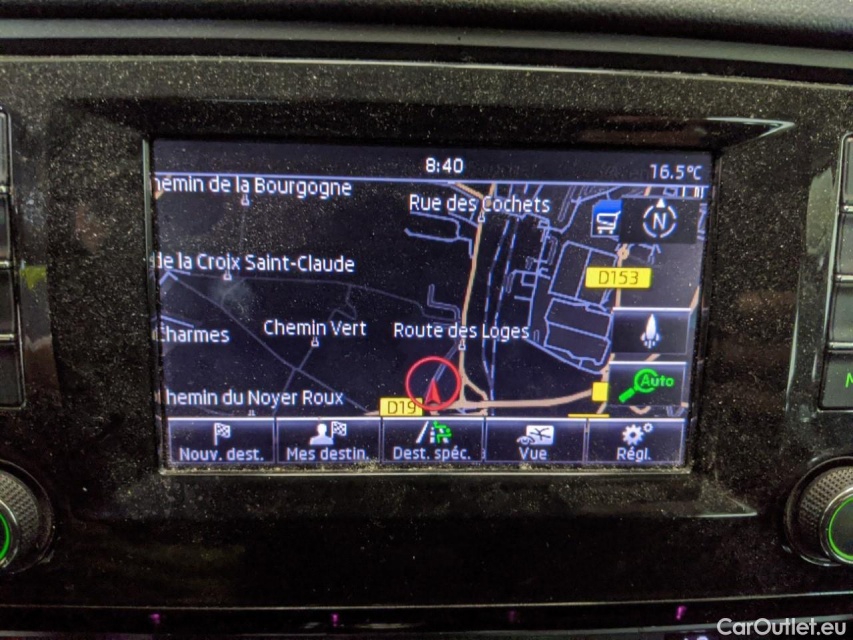 8:40
16.5°C
hemin de la Bourgogne
Rue des Cochets
N
de la Croix Saint-Claude
D153
Charmes
Chemin Vert
Route des Loges
Auto
hemin du Noyer Roux
D19
M
Nouv. dest.
Mes destin.
Dest. spéc.
Vue
Régl.
CarOutlet.eu